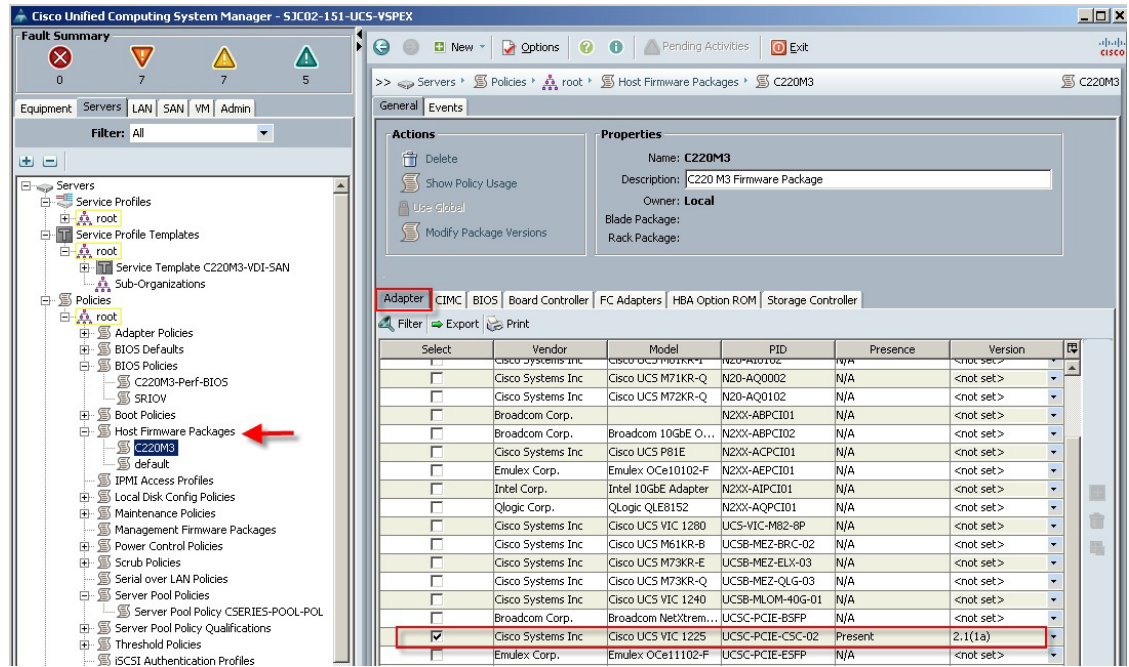 Cisco Unified Computing System Manager - SJC02-151-UCS-VSPEX
Fault Summary
0 7 7 5
Equipment Servers LAN SAN VM Admin
Filter: All
Servers
Service Profiles
root
Service Profile Templates
root
Service Template C220M3-VDI-SAN
Sub-Organizations
Policies
root
Adapter Policies
BIOS Defaults
BIOS Policies
C220M3-Perf-BIOS
SRIOV
Boot Policies
Host Firmware Packages
C220M3
default
IPMI Access Profiles
Local Disk Config Policies
Maintenance Policies
Management Firmware Packages
Power Control Policies
Scrub Policies
Serial over LAN Policies
Server Pool Policies
Server Pool Policy CSERIES-POOL-POL
Server Pool Policy Qualifications
Threshold Policies
iSCSI Authentication Profiles
New Options Pending Activities Exit
CISCO
>> Servers Policies root Host Firmware Packages C220M3 C220M3
General Events
Actions
Delete
Show Policy Usage
Use Global
Modify Package Versions
Properties
Name: C220M3
Description: C220 M3 Firmware Package
Owner: Local
Blade Package:
Rack Package:
Adapter CIMC BIOS Board Controller FC Adapters HBA Option ROM Storage Controller
Filter Export Print
Select Vendor Model PID Presence Version
Cisco Systems Inc N/A <not set>
Cisco Systems Inc Cisco UCS M71KR-Q N20-AQ0002 N/A <not set>
Cisco Systems Inc Cisco UCS M72KR-Q N20-AQ0102 N/A <not set>
Broadcom Corp. N2XX-ABPCI01 N/A <not set>
Broadcom Corp. Broadcom 10GbE O... N2XX-ABPCI02 N/A <not set>
Cisco Systems Inc Cisco UCS P81E N2XX-ACPCI01 N/A <not set>
Emulex Corp. Emulex OCe10102-F N2XX-AEPCI01 N/A <not set>
Intel Corp. Intel 10GbE Adapter N2XX-AIPCI01 N/A <not set>
Qlogic Corp. QLogic QLE8152 N2XX-AQPCI01 N/A <not set>
Cisco Systems Inc Cisco UCS VIC 1280 UCS-VIC-M82-8P N/A <not set>
Cisco Systems Inc Cisco UCS M61KR-B UCSB-MEZ-BRC-02 N/A <not set>
Cisco Systems Inc Cisco UCS M73KR-E UCSB-MEZ-ELX-03 N/A <not set>
Cisco Systems Inc Cisco UCS M73KR-Q UCSB-MEZ-QLG-03 N/A <not set>
Cisco Systems Inc Cisco UCS VIC 1240 UCSB-MLOM-40G-01 N/A <not set>
Broadcom Corp. Broadcom NetXtrem... UCSC-PCIE-BSFP N/A <not set>
Cisco Systems Inc Cisco UCS VIC 1225 UCSC-PCIE-CSC-02 Present 2.1(1a)
Emulex Corp. Emulex OCe11102-F UCSC-PCIE-ESFP N/A <not set>